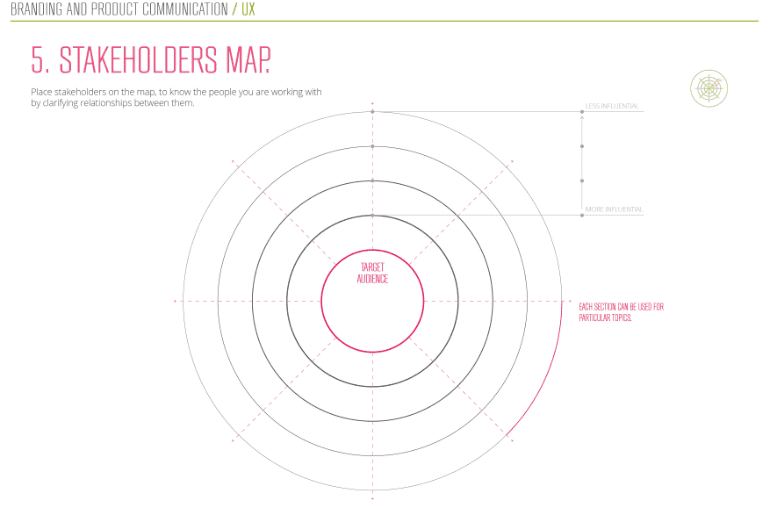 BRANDING AND PRODUCT COMMUNICATION / UX
5. STAKEHOLDERS MAP.
Place stakeholders on the map, to know the people you are working with
by clarifying relationships between them.
LESS INFLUENTIAL
MORE INFLUENTIAL
TARGET
AUDIENCE
EACH SECTION CAN BE USED FOR
PARTICULAR TOPICS.